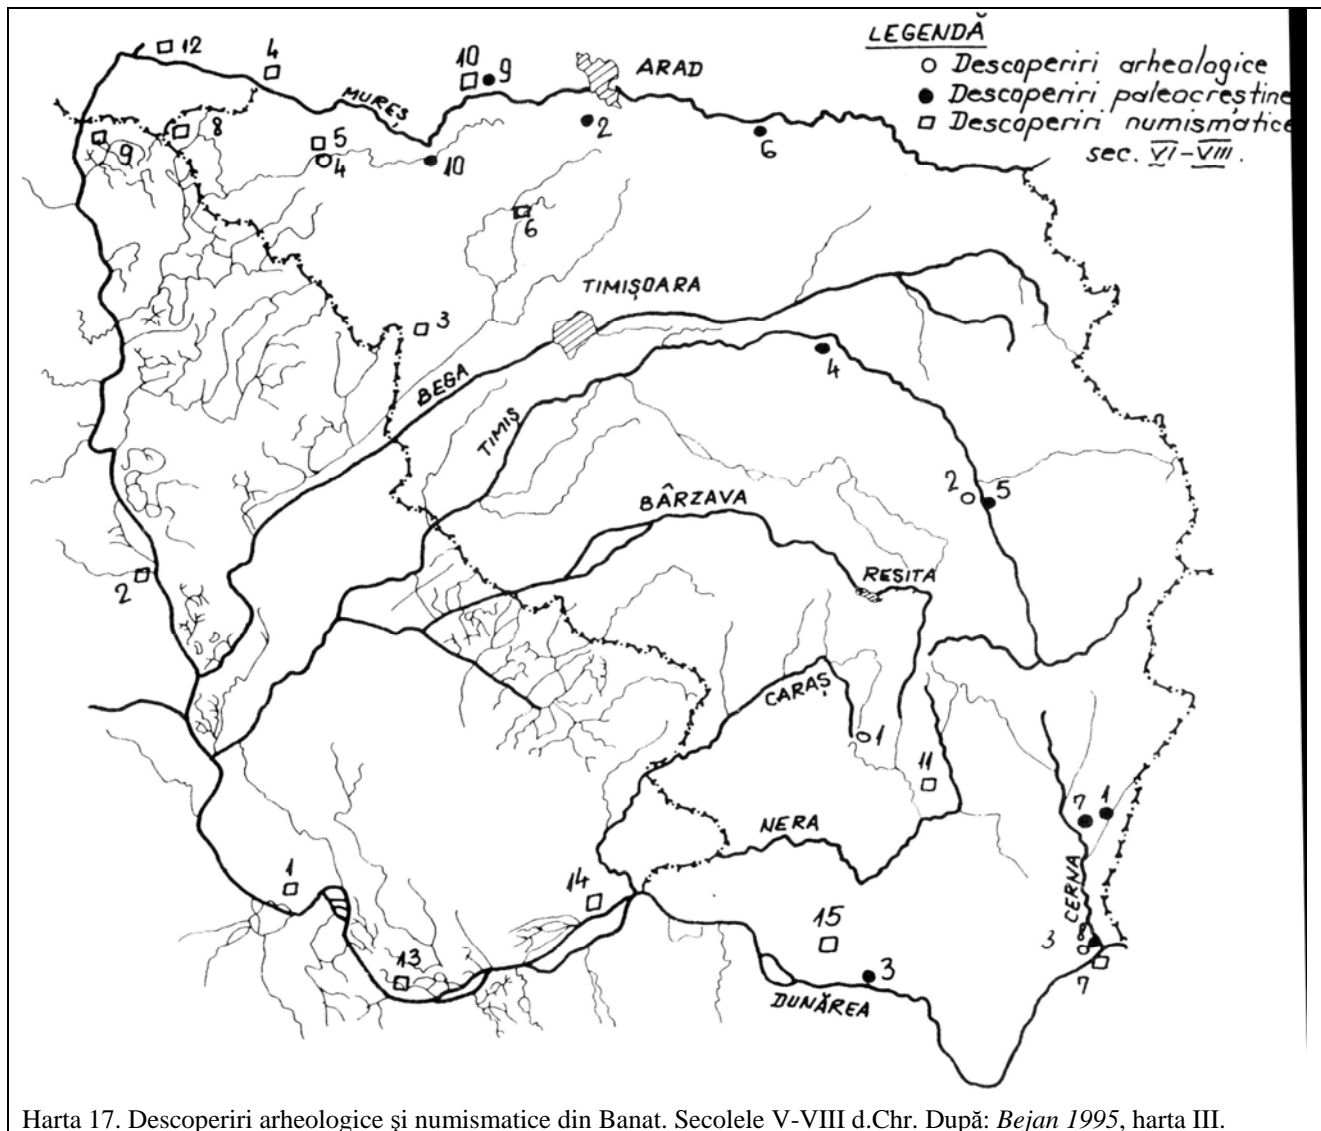 LEGENDĂ
Descoperiri arhealogice
Descoperiri paleocreștine
Descoperiri numismatice
sec. VI-VIII.
12
4
10
9
ARAD
MUREȘ
2
6
9
8
5
4
10
6
TIMIȘOARA
3
4
BEGA
TIMIȘ
BÂRZAVA
2
5
2
REȘITA
CARAȘ
1
11
7
1
NERA
CERNA
1
14
15
3
8
13
3
7
DUNĂREA
Harta 17. Descoperiri arheologice şi numismatice din Banat. Secolele V-VIII d.Chr. După: Bejan 1995, harta III.